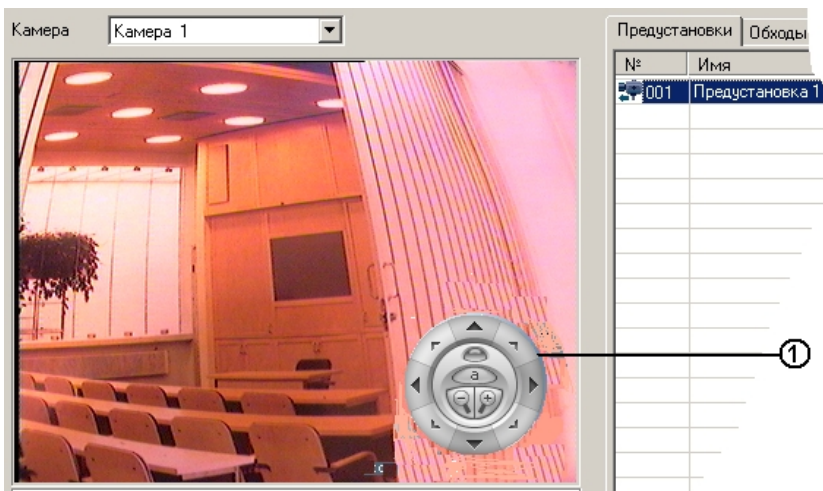 Камера Камера 1
Предустановки Обходы
№ Имя
001 Предустановка 1
1
a